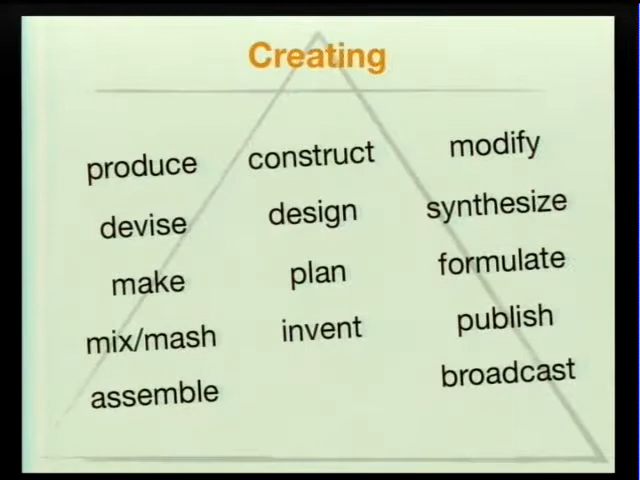 Creating
produce construct modify
devise design synthesize
make plan formulate
mix/mash invent publish
assemble broadcast